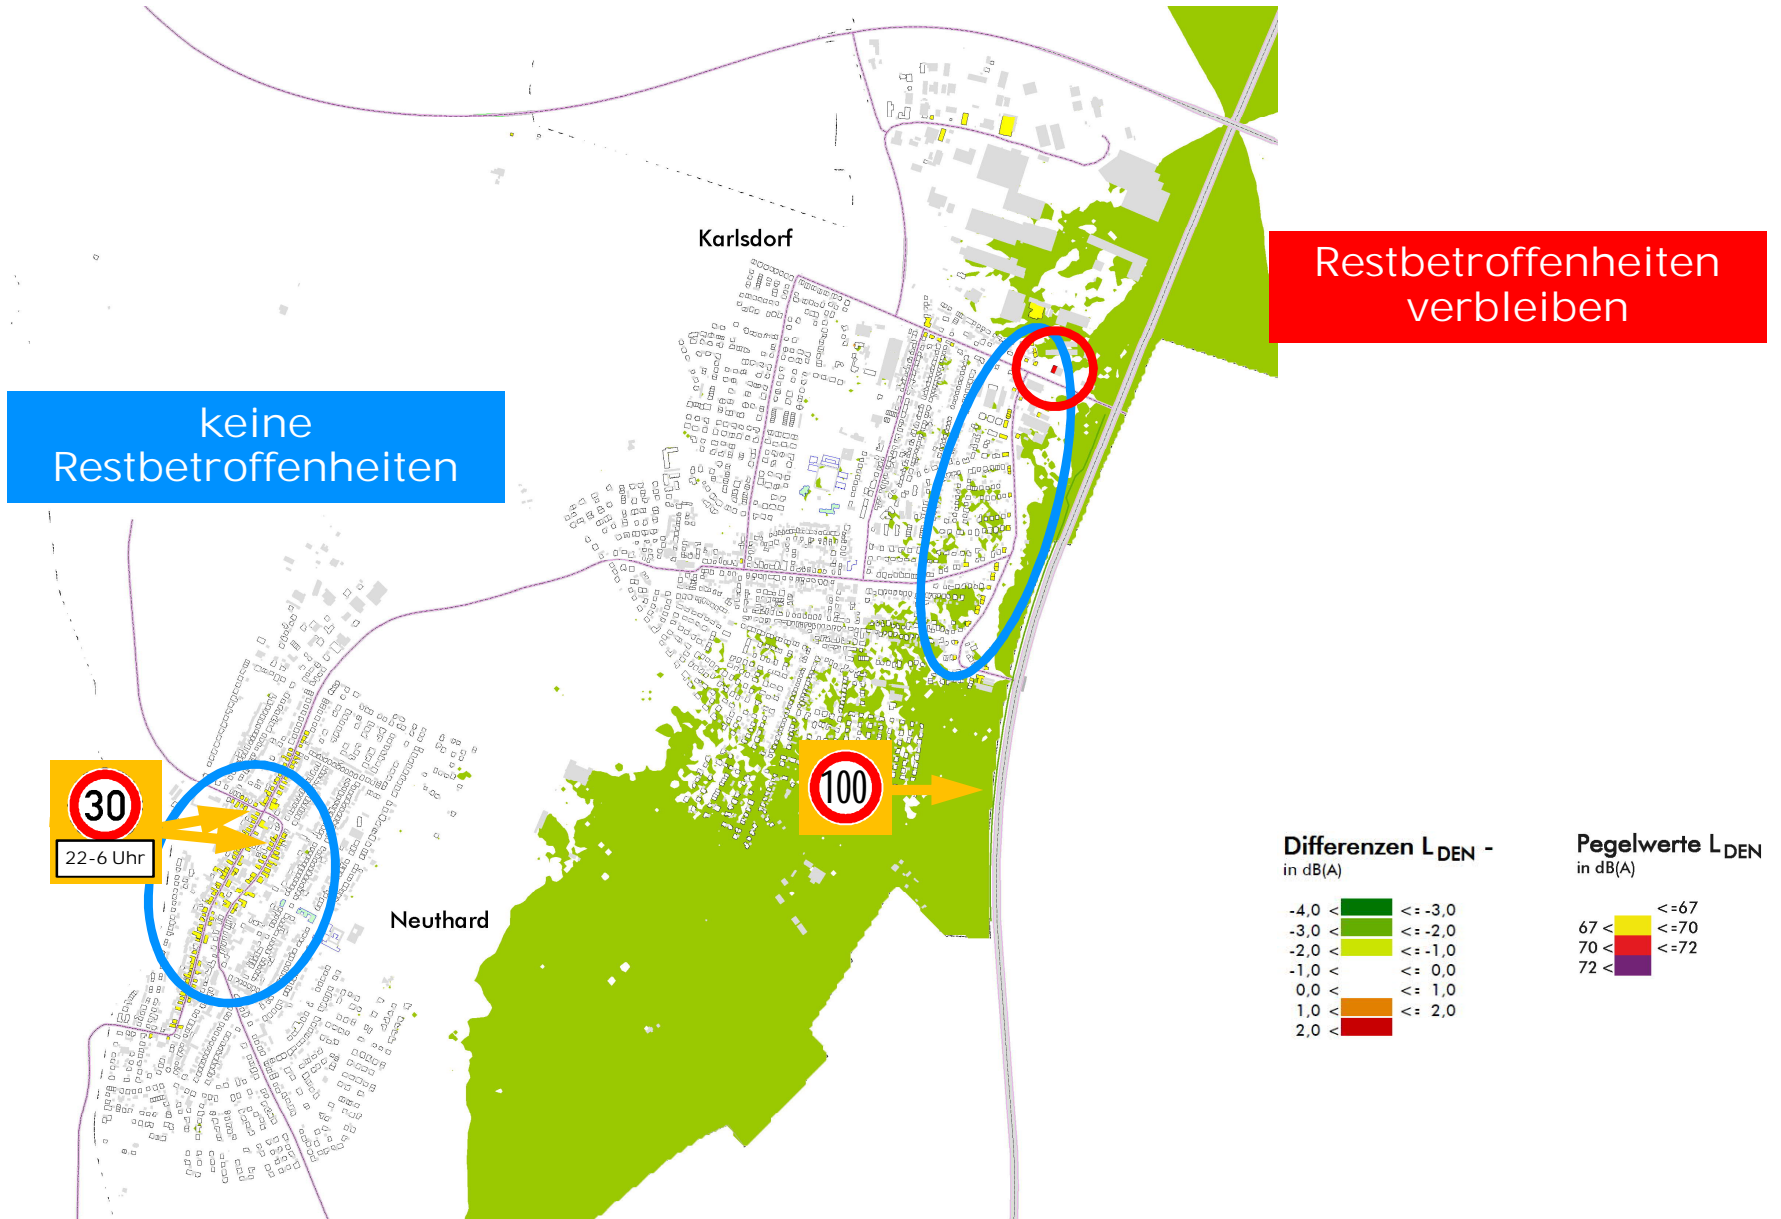 Karlsdorf
Restbetroffenheiten
verbleiben
keine
Restbetroffenheiten
30
22-6 Uhr
100
Neuthard
Differenzen L DEN -
in dB(A)
-4,0 < <= -3,0
-3,0 < <= -2,0
-2,0 < <= -1,0
-1,0 < <= 0,0
0,0 < <= 1,0
1,0 < <= 2,0
2,0 <
Pegelwerte L DEN
in dB(A)
<=67
67 < <=70
70 < <=72
72 <